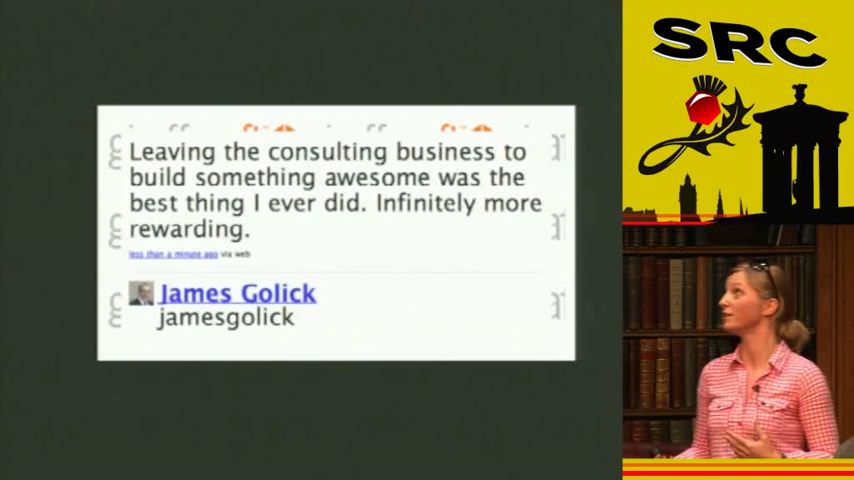 SRC
Leaving the consulting business to
build something awesome was the
best thing I ever did. Infinitely more
rewarding.
less than a minute ago via web
James Golick
jamesgolick